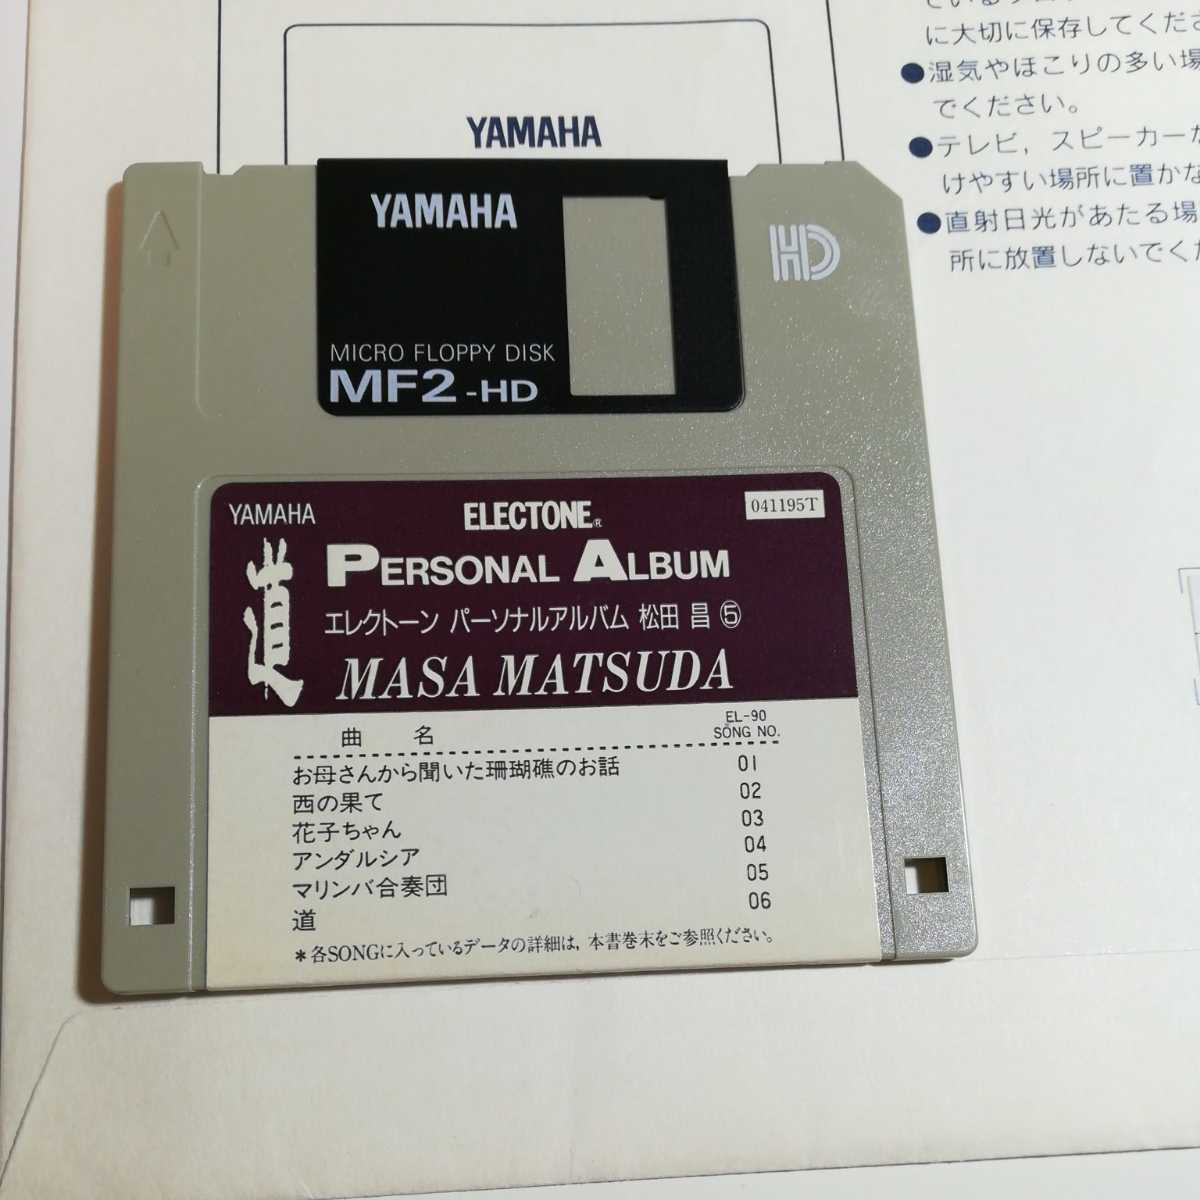 に大切に保存してくださ
●湿気やほこりの多い場
でください。
●テレビ，スピーカー
けやすい場所に置かな
●直射日光があたる場
所に放置しないでくだ
YAMAHA
YAMAHA
HD
MICRO FLOPPY DISK
MF2-HD
YAMAHA
ELECTONE®
041195T
道
PERSONAL ALBUM
エレクトーン パーソナルアルバム 松田 昌 ⑤
MASA MATSUDA
曲 名 EL-90 SONG NO.
お母さんから聞いた珊瑚礁のお話 01
西の果て 02
花子ちゃん 03
アンダルシア 04
マリンバ合奏団 05
道 06
＊各SONGに入っているデータの詳細は，本書巻末をご参照ください。